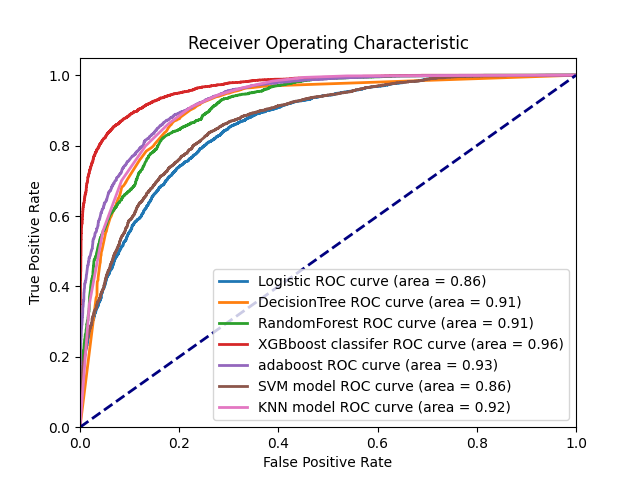 Receiver Operating Characteristic
True Positive Rate
1.0
0.8
0.6
0.4
0.2
0.0
Logistic ROC curve (area = 0.86)
DecisionTree ROC curve (area = 0.91)
RandomForest ROC curve (area = 0.91)
XGBboost classifer ROC curve (area = 0.96)
adaboost ROC curve (area = 0.93)
SVM model ROC curve (area = 0.86)
KNN model ROC curve (area = 0.92)
0.0 0.2 0.4 0.6 0.8 1.0
False Positive Rate